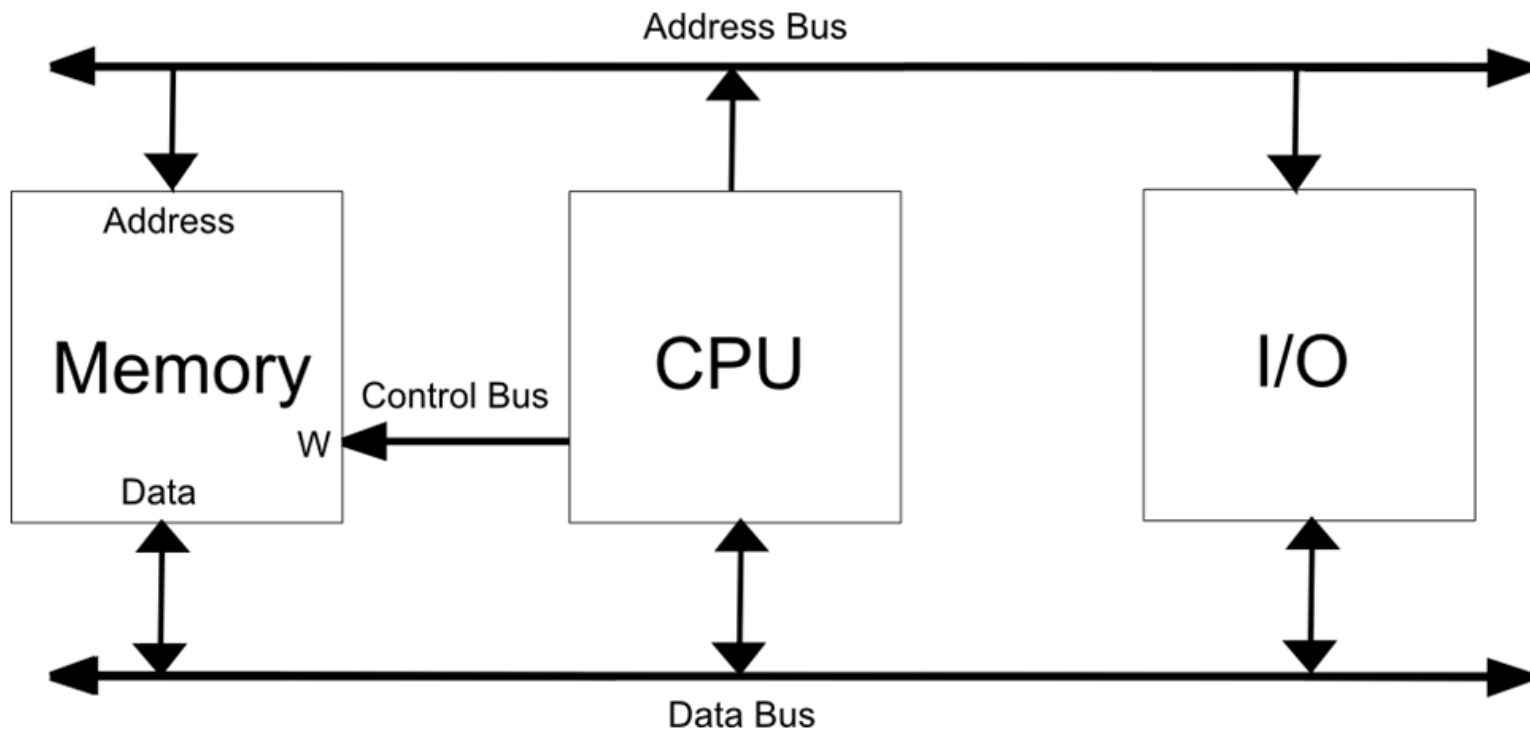 Address Bus
Address
Memory
CPU
I/O
Control Bus
W
Data
Data Bus